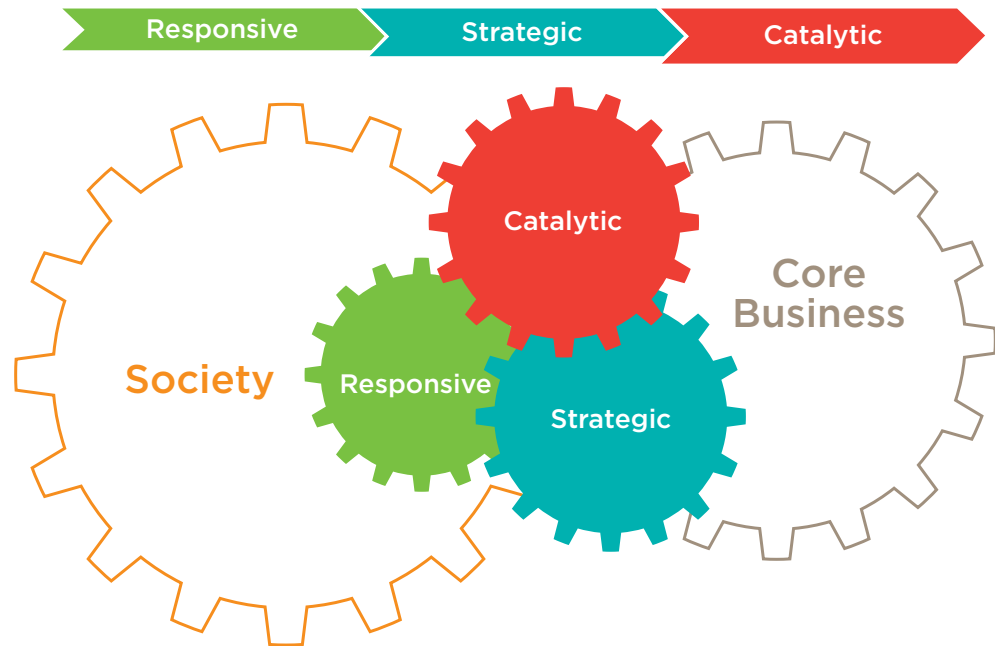 Responsive
Strategic
Catalytic
Catalytic
Core
Business
Society
Responsive
Strategic